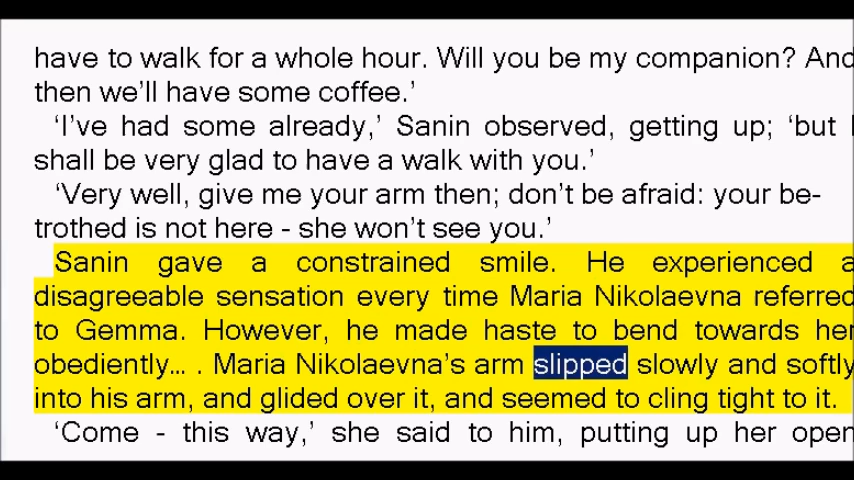 have to walk for a whole hour. Will you be my companion? And
then we’ll have some coffee.’
‘I’ve had some already,’ Sanin observed, getting up; ‘but I
shall be very glad to have a walk with you.’
‘Very well, give me your arm then; don’t be afraid: your be-
trothed is not here - she won’t see you.’
Sanin gave a constrained smile. He experienced a
disagreeable sensation every time Maria Nikolaevna referred
to Gemma. However, he made haste to bend towards her
obediently... . Maria Nikolaevna’s arm slipped slowly and softly
into his arm, and glided over it, and seemed to cling tight to it.
‘Come - this way,’ she said to him, putting up her open